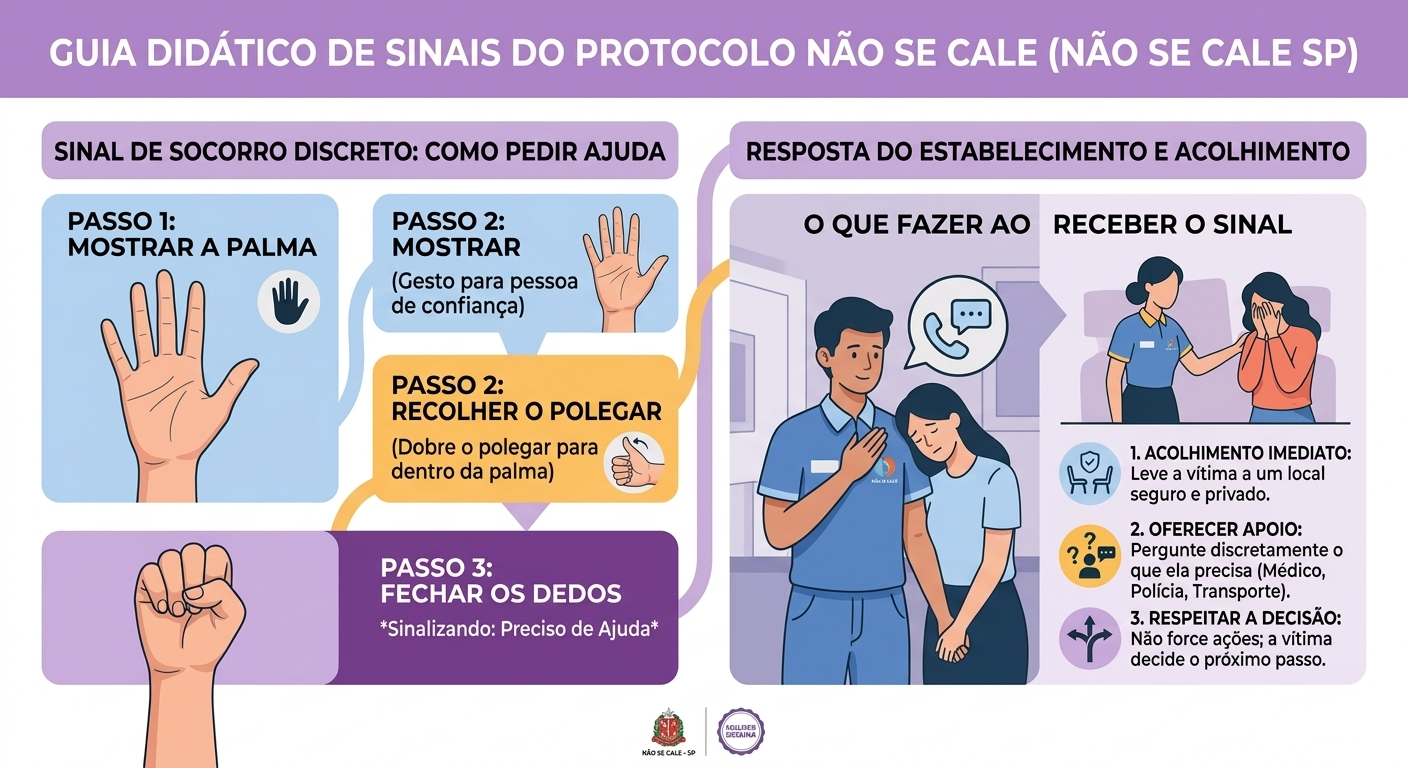 GUIA DIDÁTICO DE SINAIS DO PROTOCOLO NÃO SE CALE (NÃO SE CALE SP)
SINAL DE SOCORRO DISCRETO: COMO PEDIR AJUDA
PASSO 1:
MOSTRAR A PALMA
PASSO 2:
MOSTRAR
(Gesto para pessoa
de confiança)
PASSO 2:
RECOLHER O POLEGAR
(Dobre o polegar para
dentro da palma)
PASSO 3:
FECHAR OS DEDOS
*Sinalizando: Preciso de Ajuda*
RESPOSTA DO ESTABELECIMENTO E ACOLHIMENTO
O QUE FAZER AO RECEBER O SINAL
1. ACOLHIMENTO IMEDIATO:
Leve a vítima a um local
seguro e privado.
2. OFERECER APOIO:
Pergunte discretamente o
que ela precisa (Médico,
Polícia, Transporte).
3. RESPEITAR A DECISÃO:
Não force ações; a vítima
decide o próximo passo.
NÃO SE CALE - SP